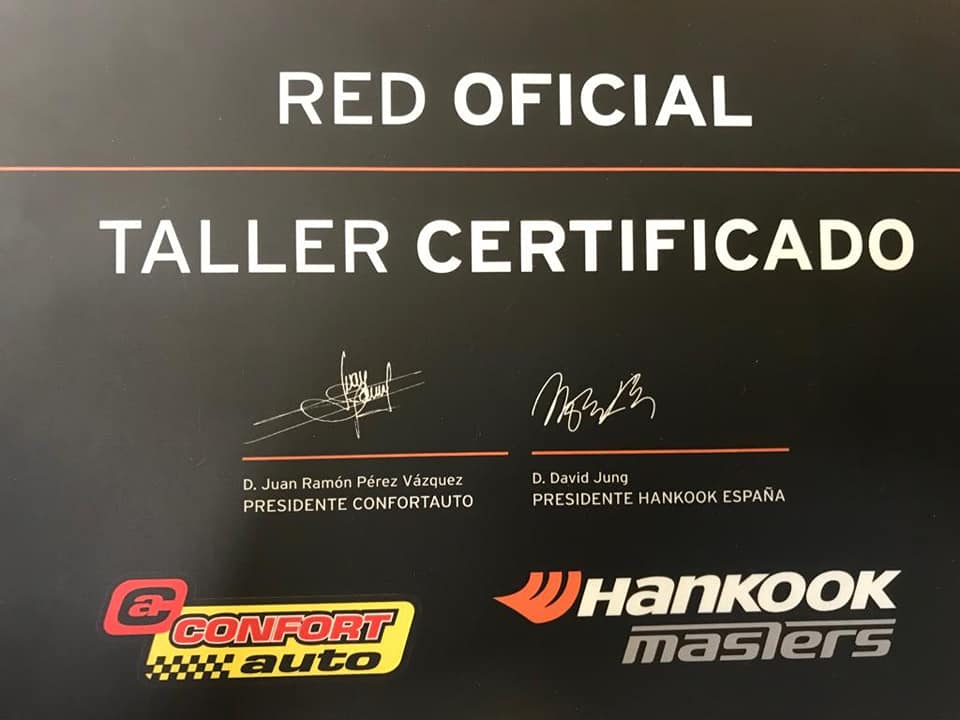 RED OFICIAL
TALLER CERTIFICADO
D. Juan Ramón Pérez Vázquez
PRESIDENTE CONFORTAUTO
D. David Jung
PRESIDENTE HANKOOK ESPAÑA
a
CONFORT
auto
HANKOOK
masters